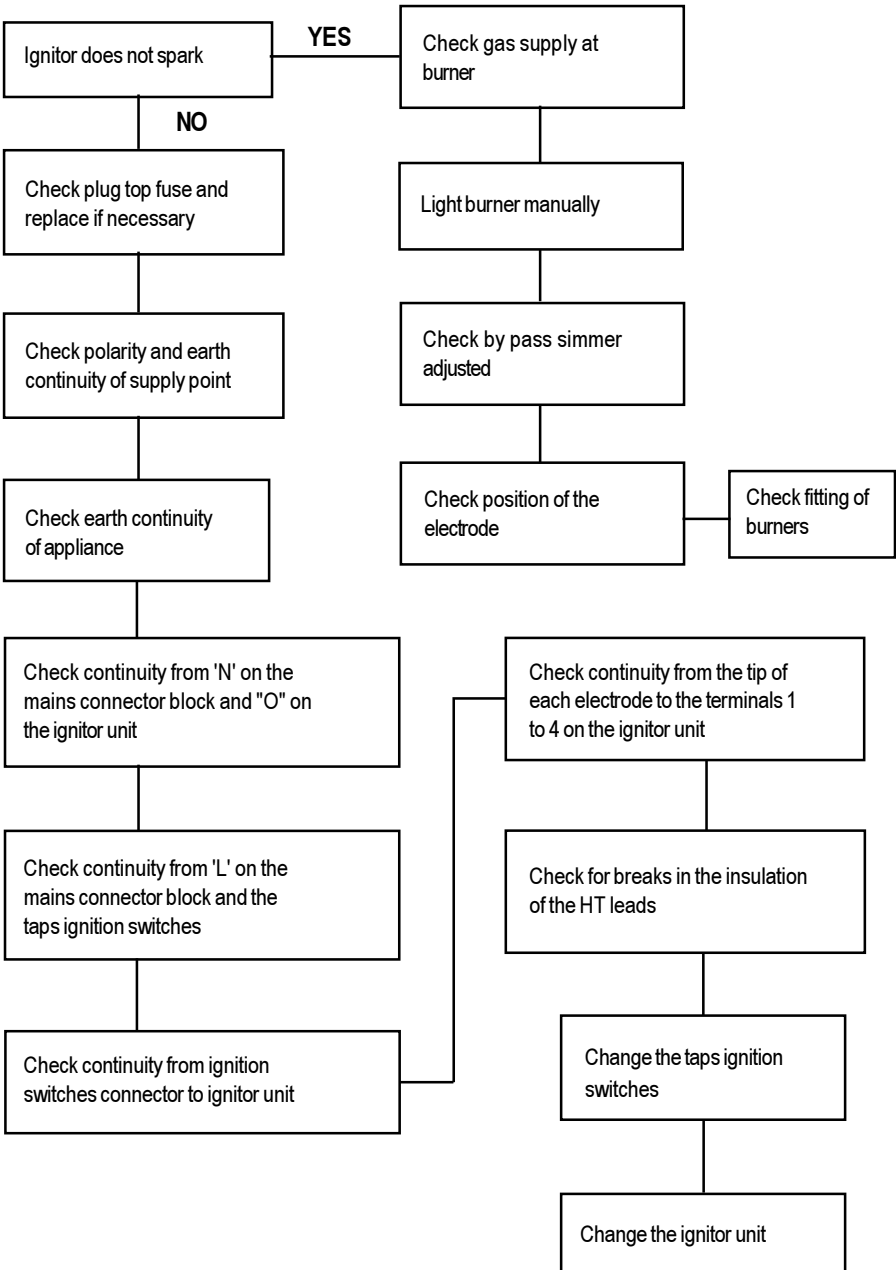 Ignitor does not spark
YES
Check gas supply at
burner
NO
Check plug top fuse and
replace if necessary
Light burner manually
Check polarity and earth
continuity of supply point
Check by pass simmer
adjusted
Check earth continuity
of appliance
Check position of the
electrode
Check fitting of
burners
Check continuity from 'N' on the
mains connector block and "O" on
the ignitor unit
Check continuity from 'L' on the
mains connector block and the
taps ignition switches
Check continuity from ignition
switches connector to ignitor unit
Check continuity from the tip of
each electrode to the terminals 1
to 4 on the ignitor unit
Check for breaks in the insulation
of the HT leads
Change the taps ignition
switches
Change the ignitor unit